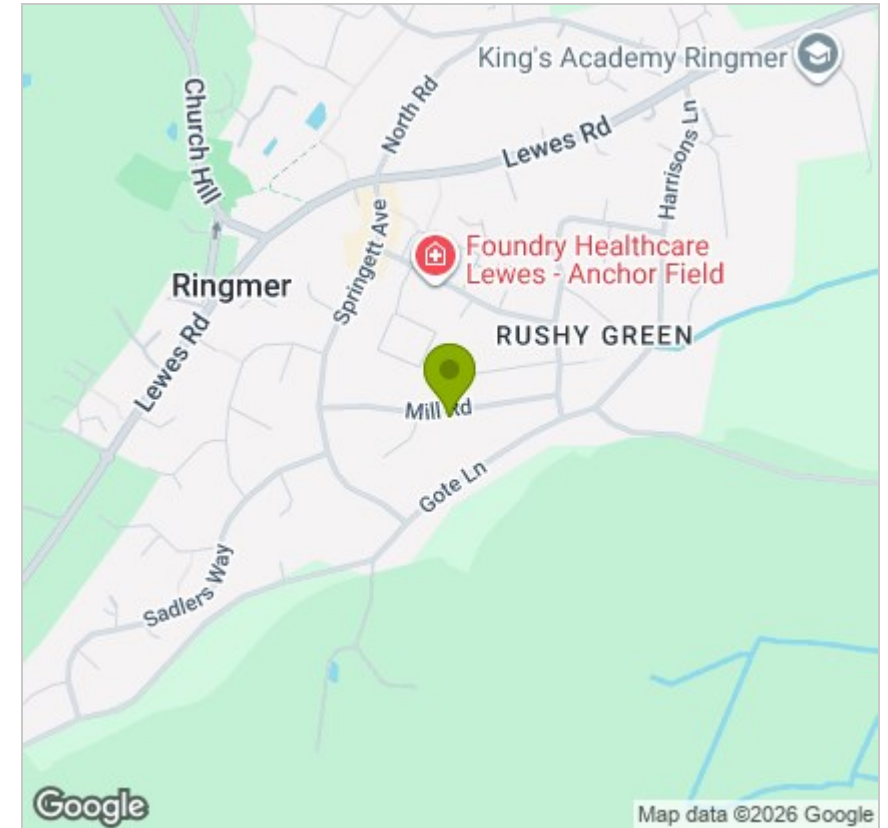 King's Academy Ringmer
Church Hill
North Rd
Lewes Rd
Harrisons Ln
Springett Ave
Foundry Healthcare
Lewes - Anchor Field
Ringmer
Lewes Rd
RUSHY GREEN
Mill Rd
Gote Ln
Sadlers Way
Google
Map data ©2026 Google